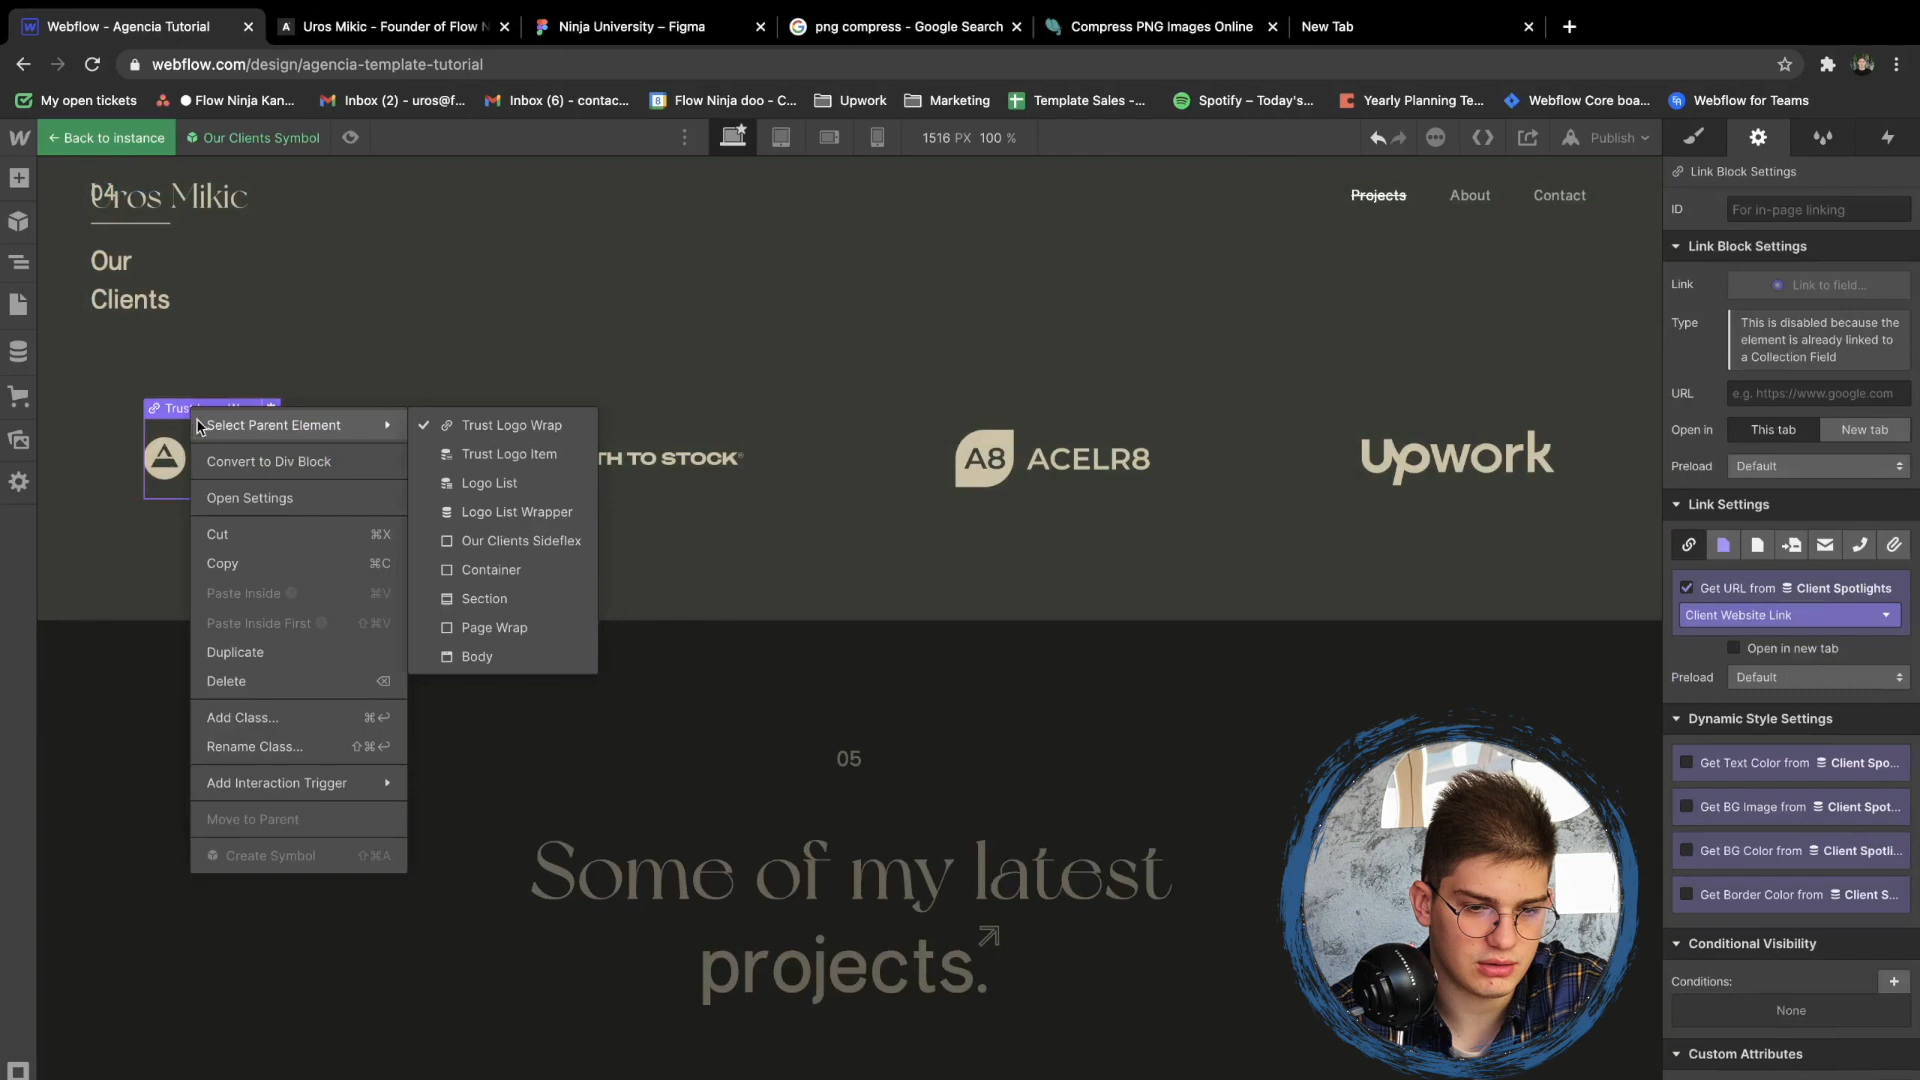 Webflow - Agencia Tutorial
Uros Mikic - Founder of Flow N
Ninja University – Figma
png compress - Google Search
Compress PNG Images Online
New Tab
webflow.com/design/agencia-template-tutorial
My open tickets
Flow Ninja Kan...
Inbox (2) - uros@f...
Inbox (6) - contac...
Flow Ninja doo - C...
Upwork
Marketing
Template Sales -...
Spotify – Today's...
Yearly Planning Te...
Webflow Core boa...
Webflow for Teams
Back to instance
Our Clients Symbol
1516 PX 100 %
Publish
04
Uros Mikic
Projects
About
Contact
Our
Clients
Select Parent Element
Convert to Div Block
Open Settings
Cut ⌘X
Copy ⌘C
Paste Inside ⌘V
Paste Inside First ⇧⌘V
Duplicate
Delete
Add Class... ⌘↩
Rename Class... ⇧⌘↩
Add Interaction Trigger
Move to Parent
Create Symbol ⇧⌘A
Trust Logo Wrap
Trust Logo Item
Logo List
Logo List Wrapper
Our Clients Sideflex
Container
Section
Page Wrap
Body
TH TO STOCK®
A8 ACELR8
Upwork
05
Some of my latest
projects.
Link Block Settings
ID
For in-page linking
Link Block Settings
Link
Link to field...
Type
This is disabled because the
element is already linked to
a Collection Field
URL
e.g. https://www.google.com
Open in
This tab
New tab
Preload
Default
Link Settings
Get URL from Client Spotlights
Client Website Link
Open in new tab
Preload
Default
Dynamic Style Settings
Get Text Color from Client Spo...
Get BG Image from Client Spot...
Get BG Color from Client Spotli...
Get Border Color from Client S...
Conditional Visibility
Conditions:
None
Custom Attributes